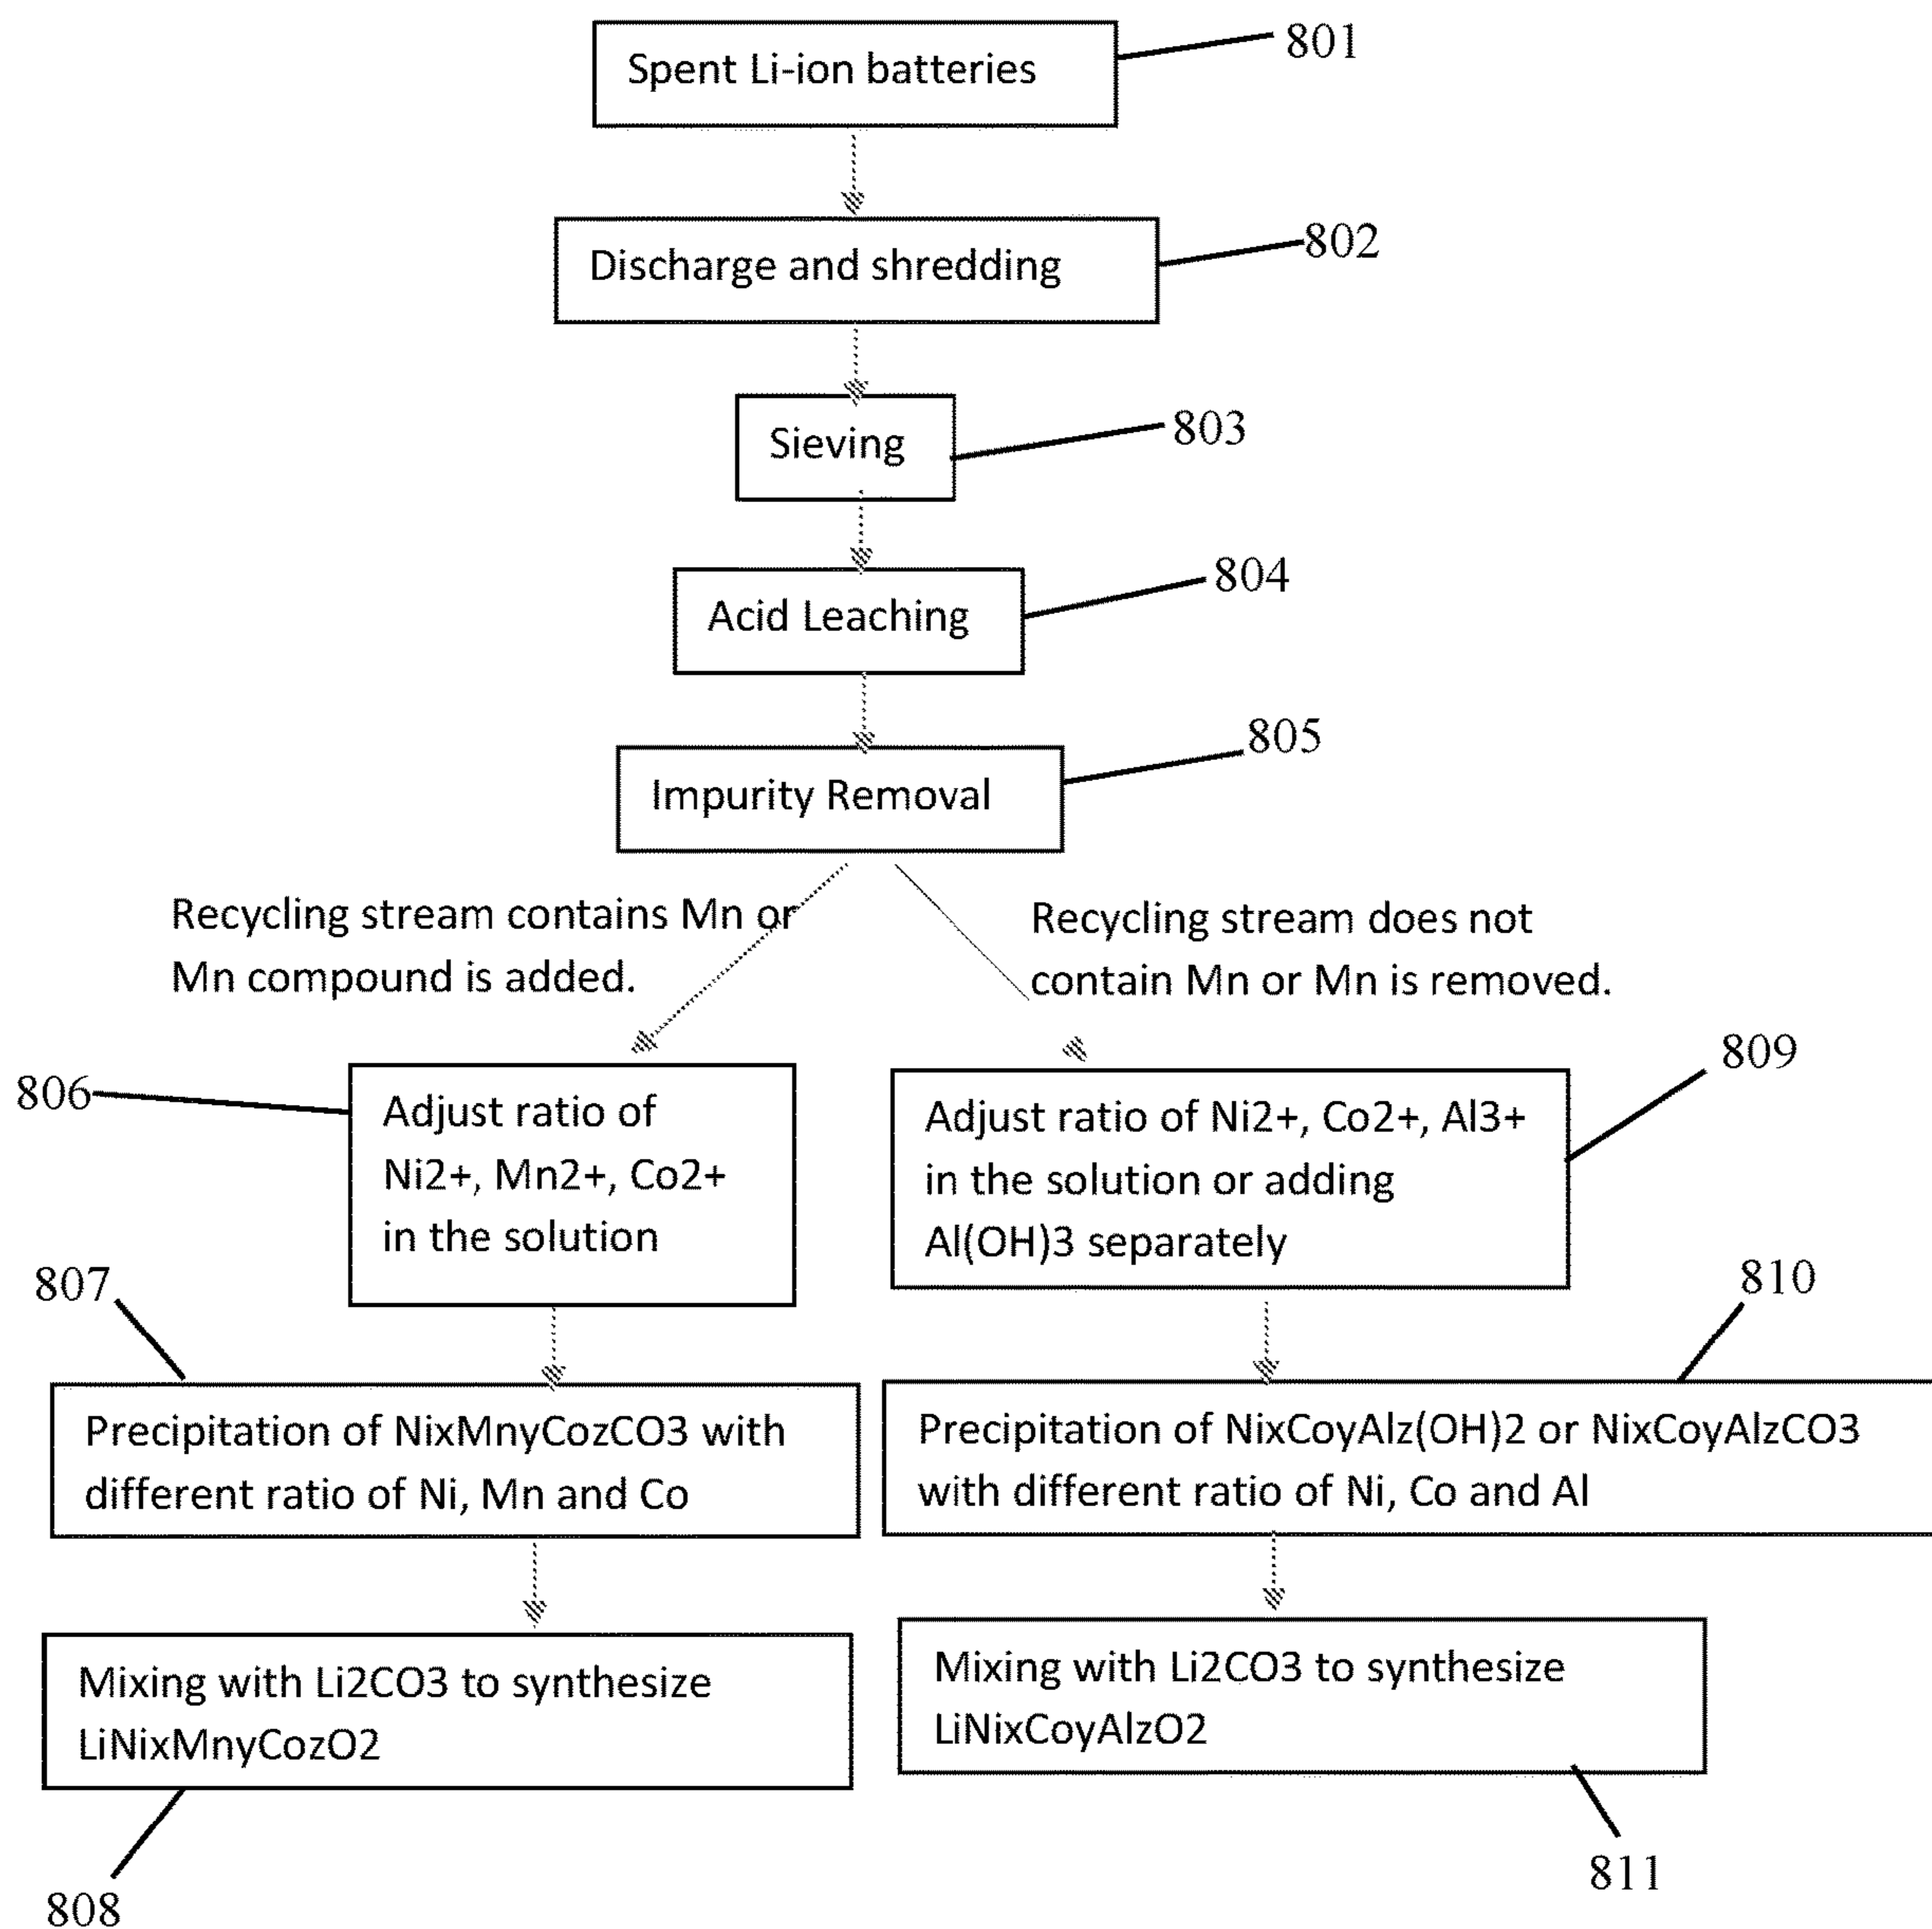 Spent Li-ion batteries
801
Discharge and shredding
802
Sieving
803
Acid Leaching
804
Impurity Removal
805
Recycling stream contains Mn or
Mn compound is added.
Recycling stream does not
contain Mn or Mn is removed.
806
Adjust ratio of
Ni2+, Mn2+, Co2+
in the solution
809
Adjust ratio of Ni2+, Co2+, Al3+
in the solution or adding
Al(OH)3 separately
807
Precipitation of NixMnyCozCO3 with
different ratio of Ni, Mn and Co
810
Precipitation of NixCoyAlz(OH)2 or NixCoyAlzCO3
with different ratio of Ni, Co and Al
Mixing with Li2CO3 to synthesize
LiNixMnyCozO2
808
Mixing with Li2CO3 to synthesize
LiNixCoyAlzO2
811